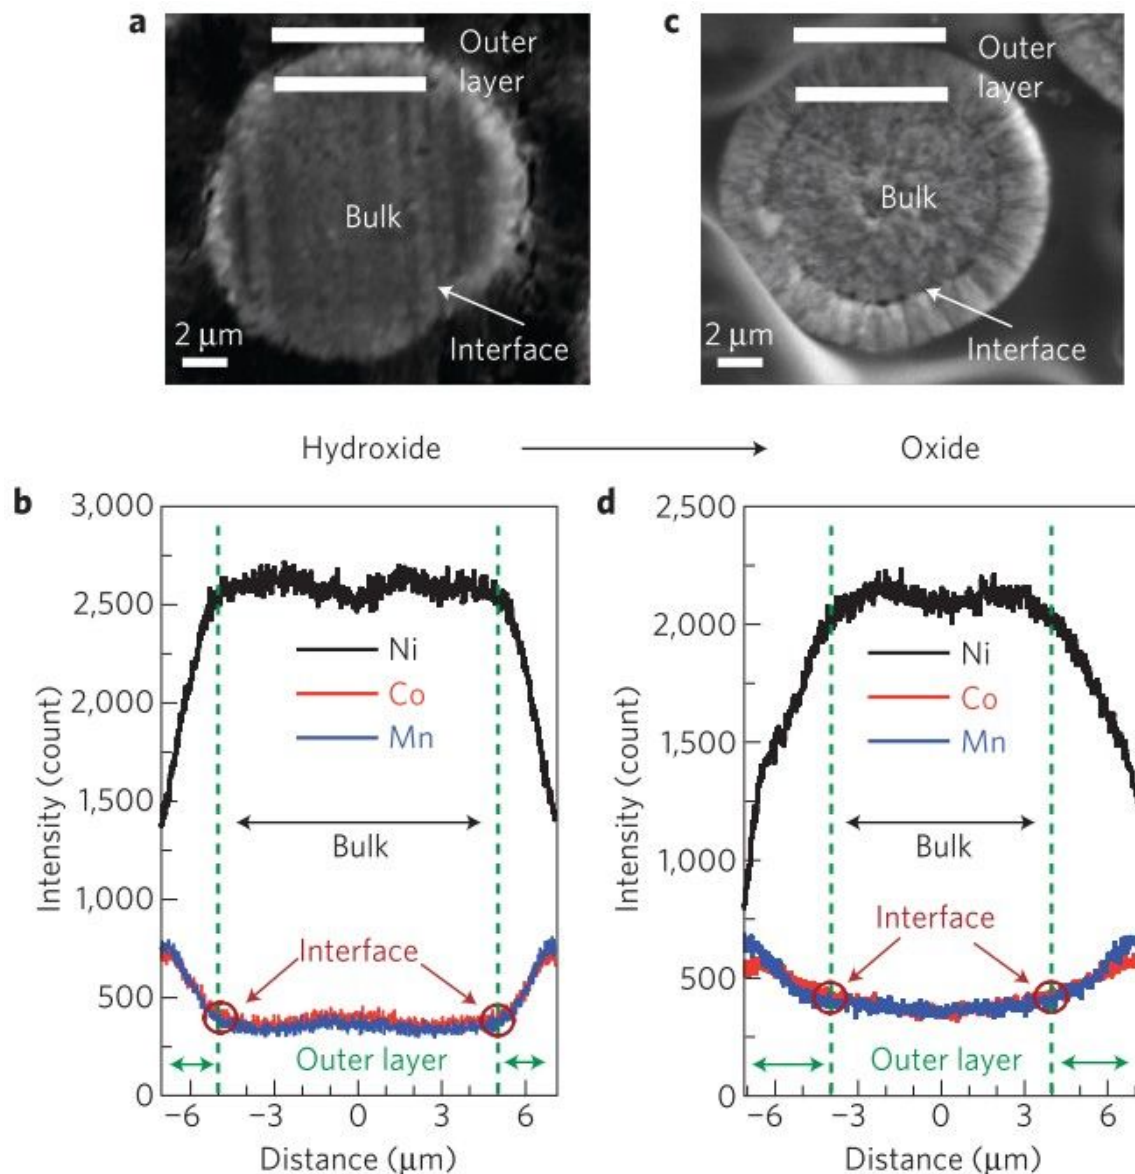 a
Outer
layer
Bulk
2 μm
Interface
c
Outer
layer
Bulk
2 μm
Interface
Hydroxide
Oxide
b
3,000
2,500
2,000
1,500
1,000
500
0
Intensity (count)
Ni
Co
Mn
Bulk
Interface
Outer layer
−6
−3
0
3
6
Distance (μm)
d
2,500
2,000
1,500
1,000
500
0
Intensity (count)
Ni
Co
Mn
Bulk
Interface
Outer layer
−6
−3
0
3
6
Distance (μm)